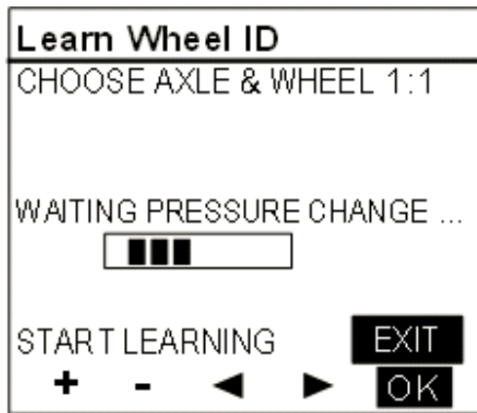 Learn Wheel ID
CHOOSE AXLE & WHEEL 1:1
WAITING PRESSURE CHANGE ...
START LEARNING EXIT
+ - ◄ ► OK